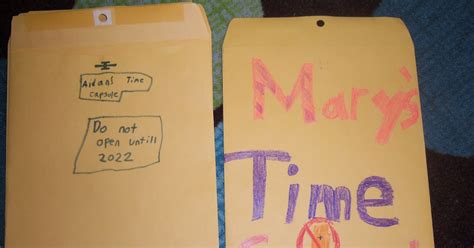 Aidan's Time
capsule
Do not
open untill
2022
Mary's
Time